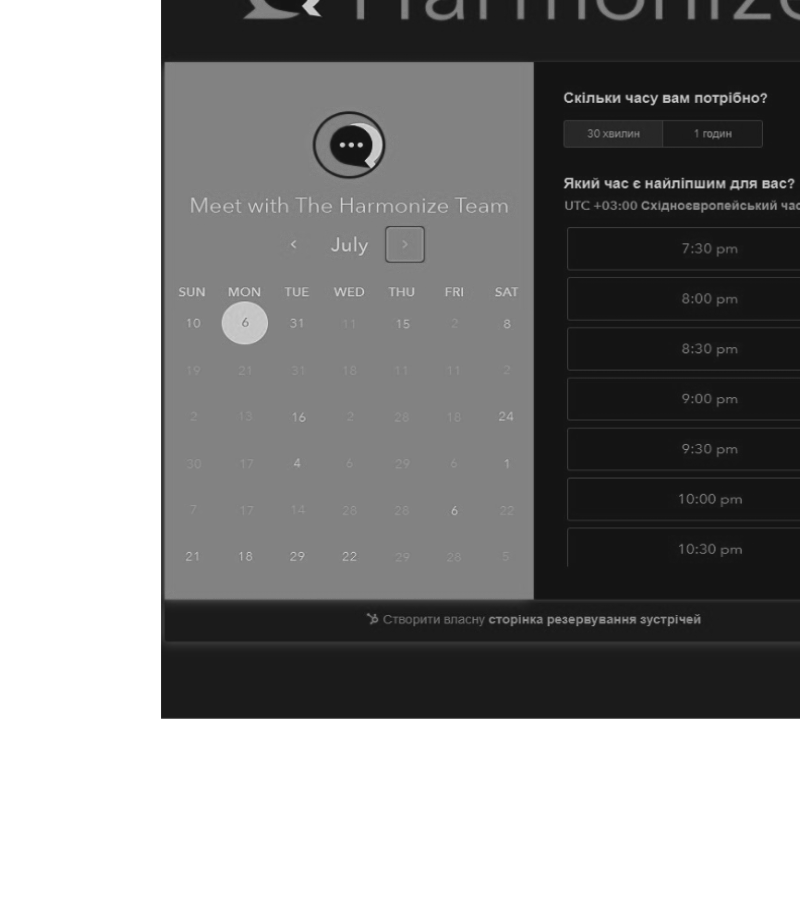 Harmonize
Meet with The Harmonize Team
July
SUN MON TUE WED THU FRI SAT
10 6 31 11 15 2 8
19 21 31 18 11 11 2
2 13 16 2 28 18 24
30 17 4 6 29 6 1
7 17 14 28 28 6 22
21 18 29 22 29 28 5
Скільки часу вам потрібно?
30 хвилин 1 годин
Який час є найліпшим для вас?
UTC +03:00 Східноєвропейський час
7:30 pm
8:00 pm
8:30 pm
9:00 pm
9:30 pm
10:00 pm
10:30 pm
Створити власну сторінка резервування зустрічей